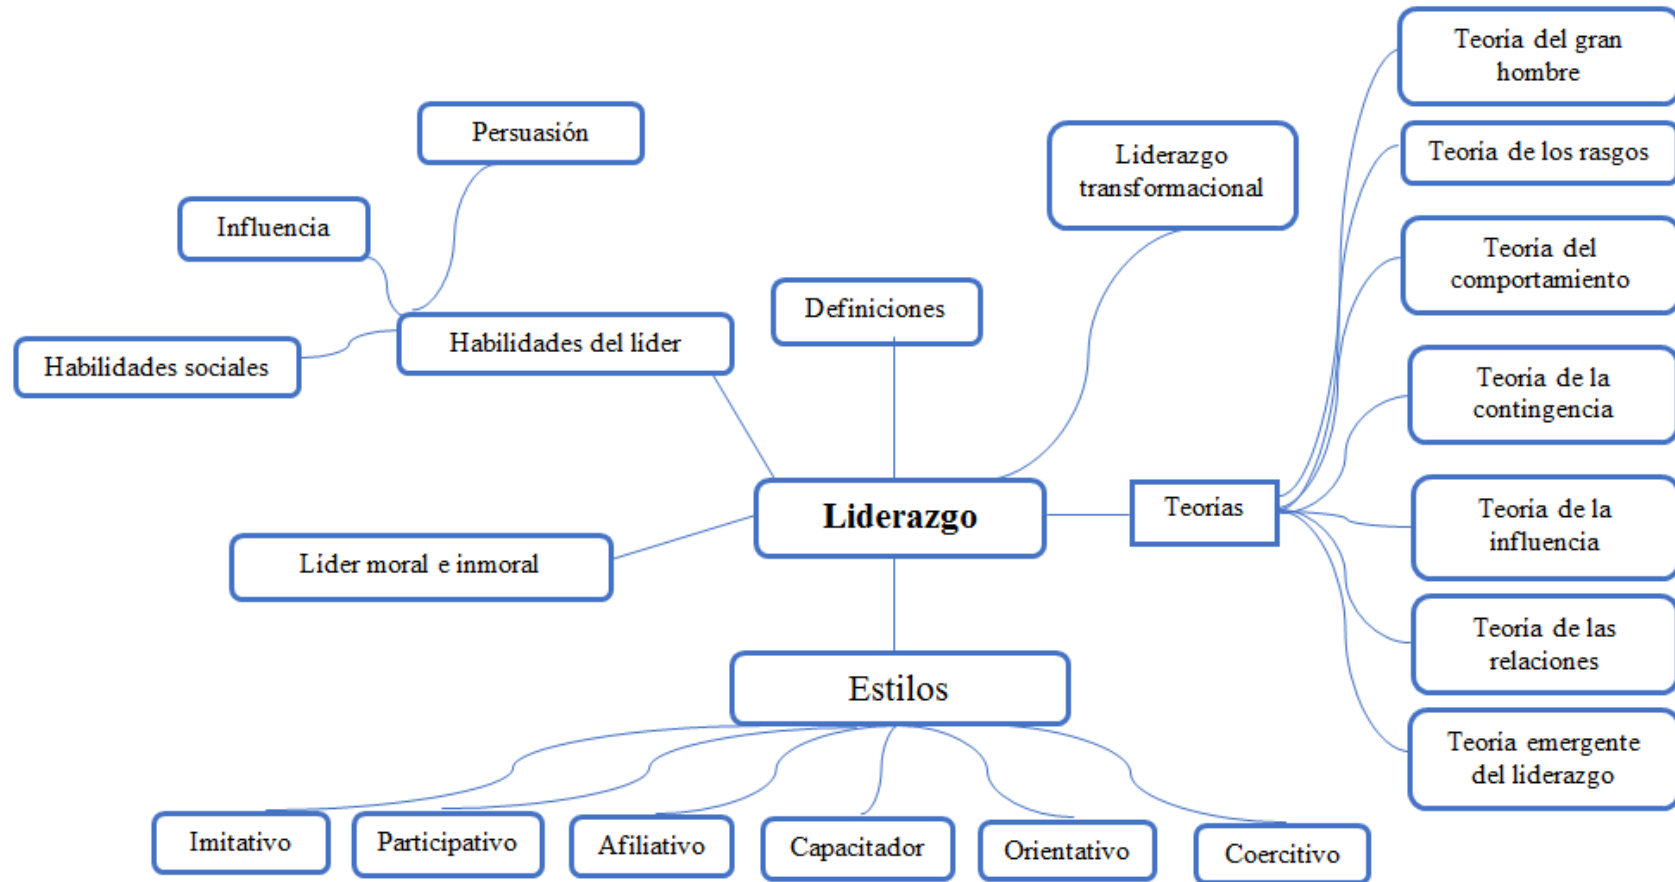 Teoría del gran
hombre
Persuasión
Liderazgo
transformacional
Teoría de los rasgos
Influencia
Teoría del
comportamiento
Definiciones
Habilidades del líder
Habilidades sociales
Teoría de la
contingencia
Liderazgo
Teorías
Teoría de la
influencia
Líder moral e inmoral
Teoría de las
relaciones
Estilos
Teoría emergente
del liderazgo
Imitativo
Participativo
Afiliativo
Capacitador
Orientativo
Coercitivo